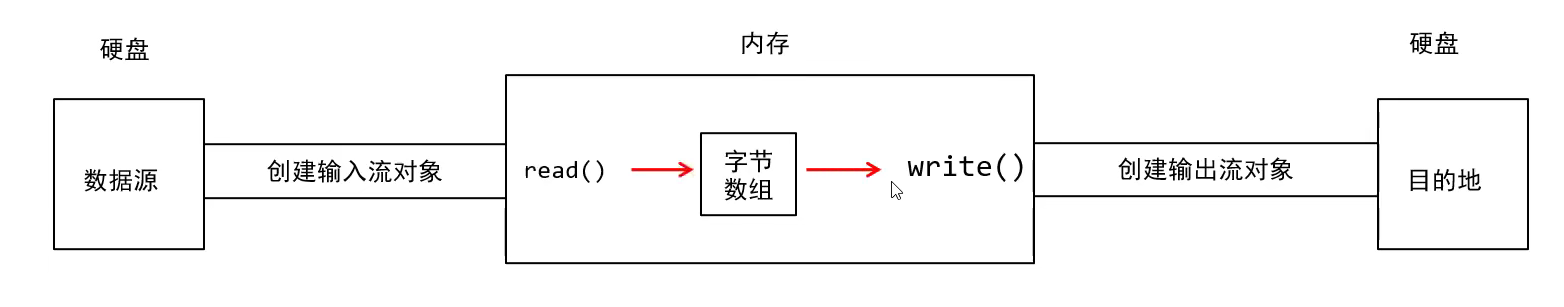 硬盘
内存
硬盘
数据源
创建输入流对象
read()
字节
数组
write()
创建输出流对象
目的地